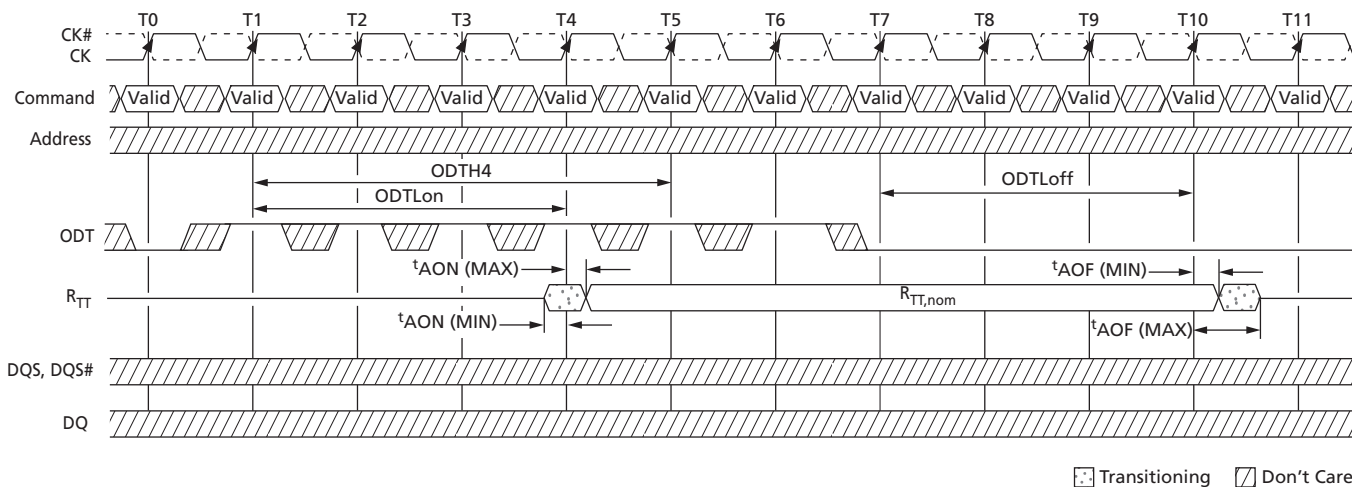 T0 T1 T2 T3 T4 T5 T6 T7 T8 T9 T10 T11
CK#
CK
Command Valid Valid Valid Valid Valid Valid Valid Valid Valid Valid Valid Valid
Address
ODTH4 ODTLoff
ODTLon
ODT
tAON (MAX) tAOF (MIN)
RTT RTT,nom
tAON (MIN) tAOF (MAX)
DQS, DQS#
DQ
Transitioning Don't Care